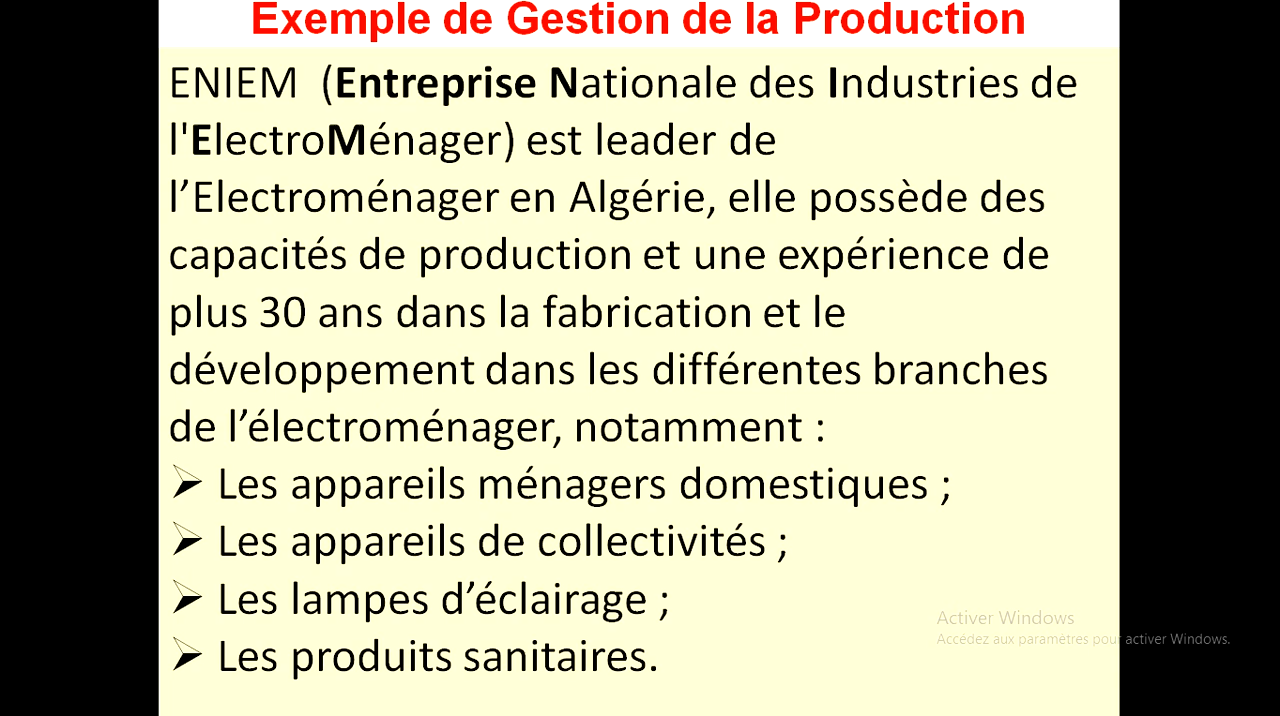 Exemple de Gestion de la Production
ENIEM  (Entreprise Nationale des Industries de
l'ElectroMénager) est leader de
l’Electroménager en Algérie, elle possède des
capacités de production et une expérience de
plus 30 ans dans la fabrication et le
développement dans les différentes branches
de l’électroménager, notamment :
➢ Les appareils ménagers domestiques ;
➢ Les appareils de collectivités ;
➢ Les lampes d’éclairage ;
➢ Les produits sanitaires.
Activer Windows
Accédez aux paramètres pour activer Windows.